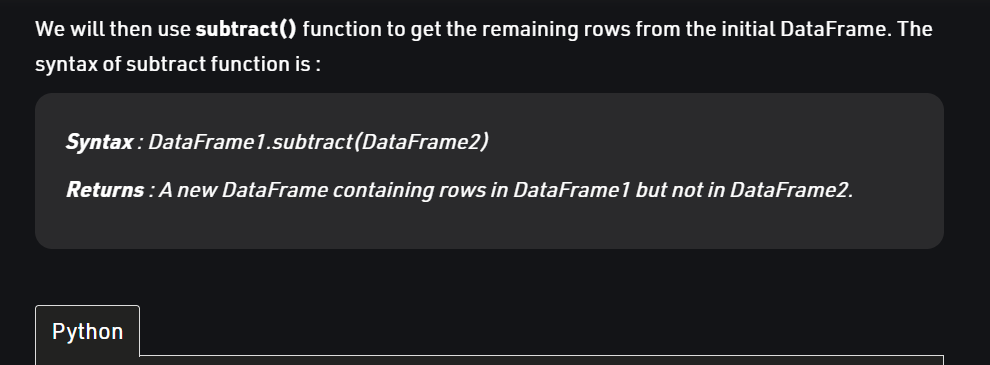 We will then use subtract() function to get the remaining rows from the initial DataFrame. The
syntax of subtract function is :
Syntax : DataFrame1.subtract(DataFrame2)
Returns : A new DataFrame containing rows in DataFrame1 but not in DataFrame2.
Python